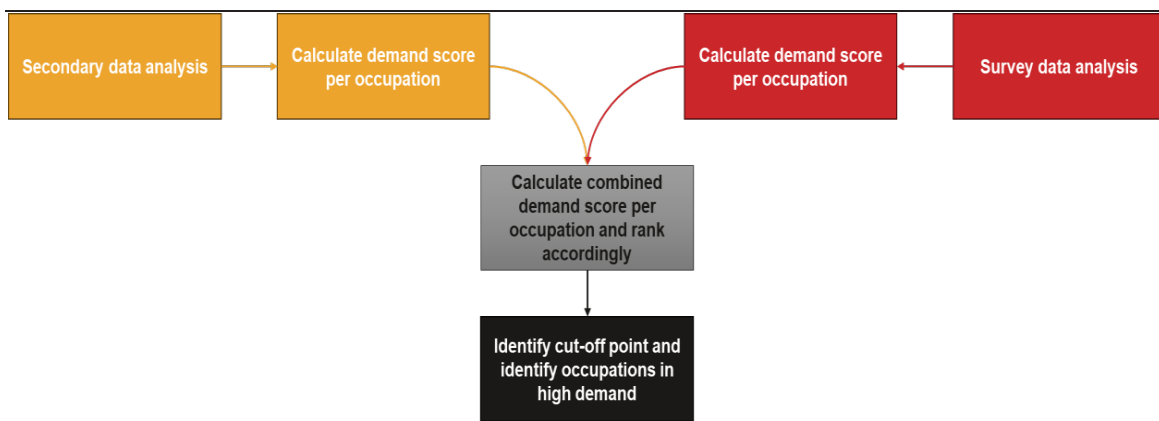 Secondary data analysis
Calculate demand score
per occupation
Calculate demand score
per occupation
Survey data analysis
Calculate combined
demand score per
occupation and rank
accordingly
Identify cut-off point and
identify occupations in
high demand